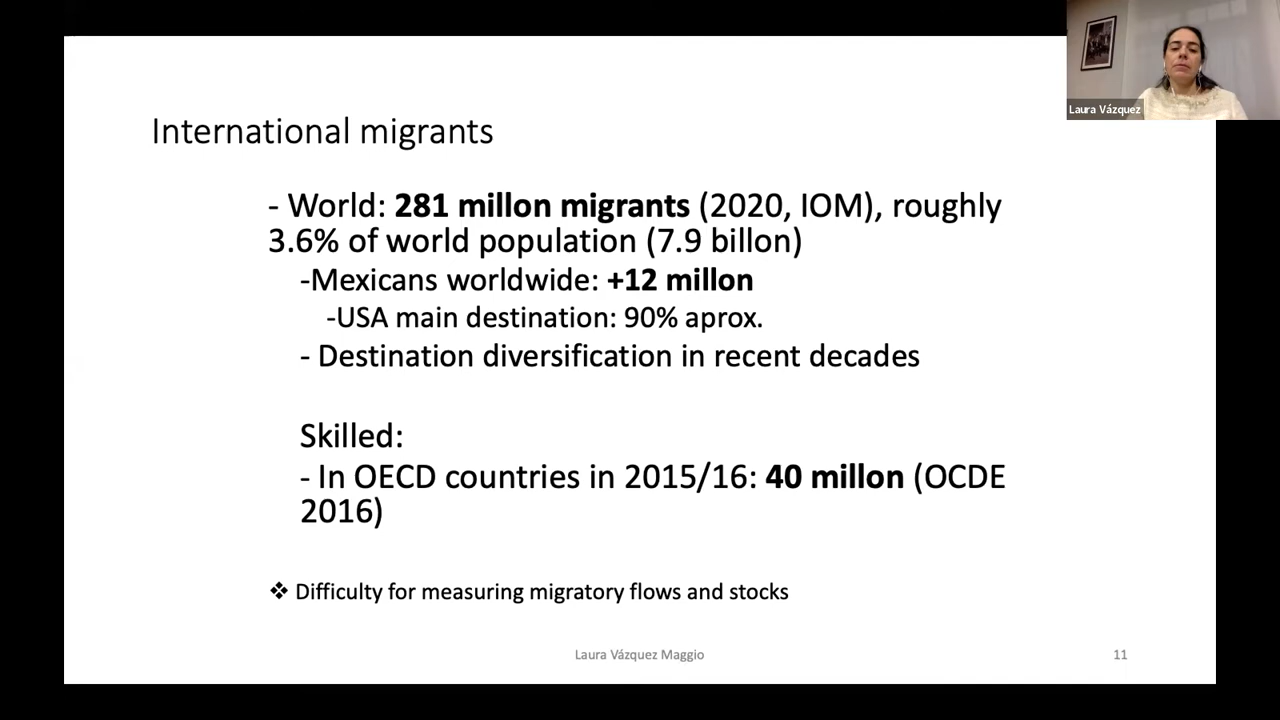 Laura Vázquez
International migrants
- World: 281 millon migrants (2020, IOM), roughly
3.6% of world population (7.9 billon)
-Mexicans worldwide: +12 millon
-USA main destination: 90% aprox.
- Destination diversification in recent decades
Skilled:
- In OECD countries in 2015/16: 40 millon (OCDE
2016)
❖ Difficulty for measuring migratory flows and stocks
Laura Vázquez Maggio
11